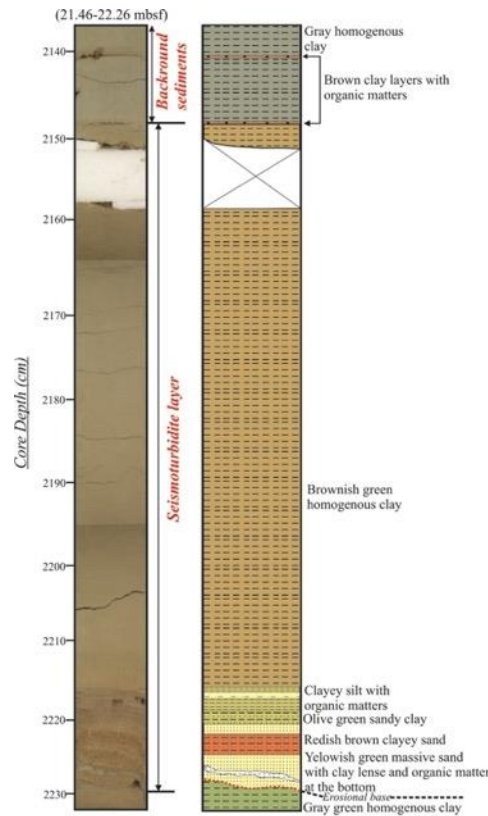 (21.46-22.26 mbsf)
Core Depth (cm)
2140
2150
2160
2170
2180
2190
2200
2210
2220
2230
Backround
sediments
Seismoturbidite layer
Gray homogenous
clay
Brown clay layers with
organic matters
Brownish green
homogenous clay
Clayey silt with
organic matters
Olive green sandy clay
Redish brown clayey sand
Yelowish green massive sand
with clay lense and organic matter
at the bottom
Erosional base
Gray green homogenous clay